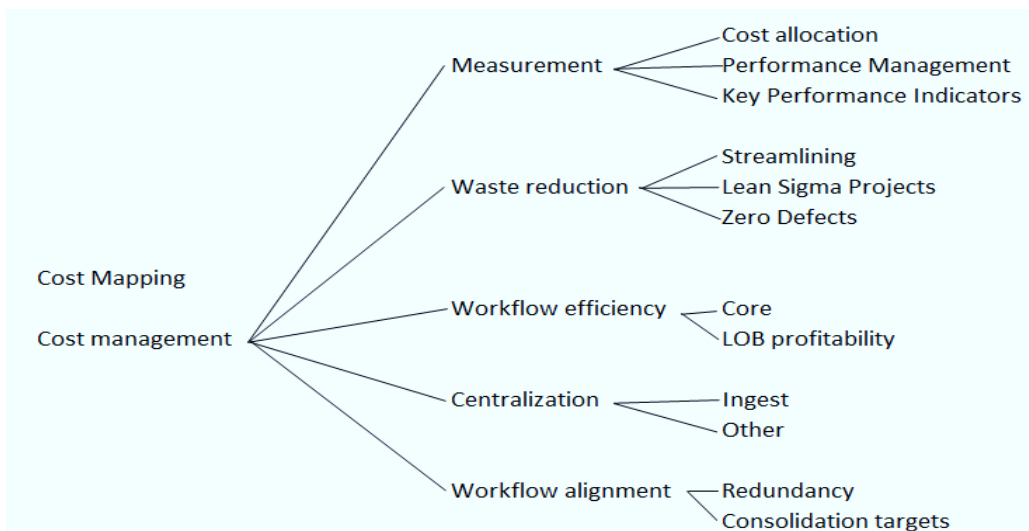 Cost Mapping
Cost management
Measurement
Cost allocation
Performance Management
Key Performance Indicators
Waste reduction
Streamlining
Lean Sigma Projects
Zero Defects
Workflow efficiency
Core
LOB profitability
Centralization
Ingest
Other
Workflow alignment
Redundancy
Consolidation targets